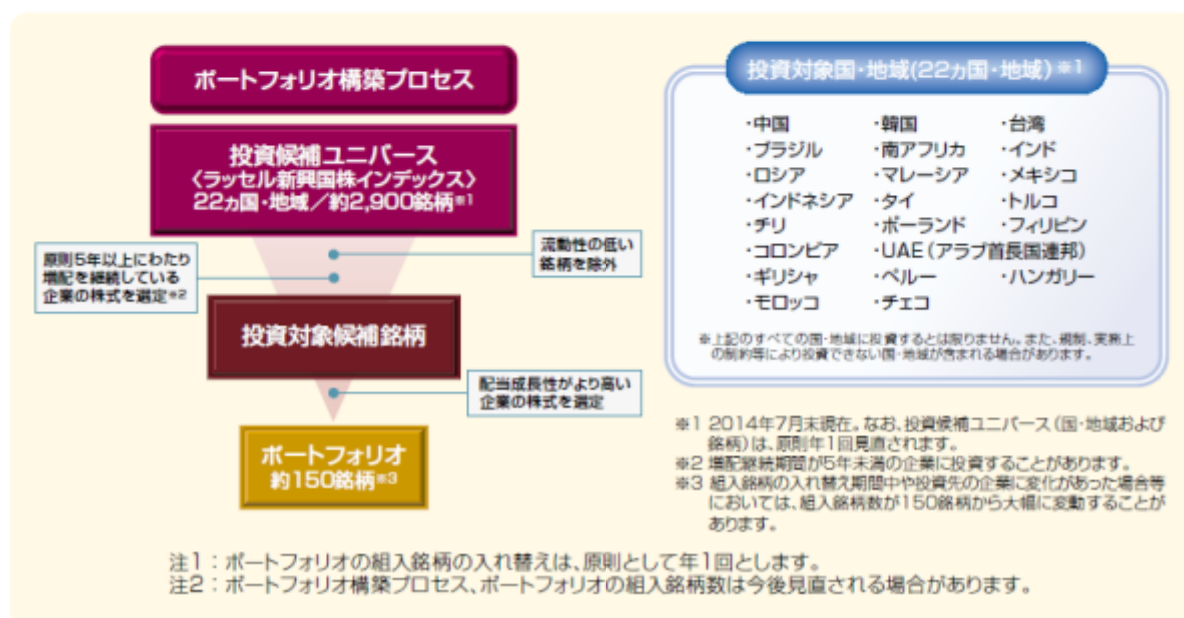 ポートフォリオ構築プロセス
投資候補ユニバース
〈ラッセル新興国株インデックス〉
22ヵ国・地域／約2,900銘柄※1
流動性の低い
銘柄を除外
原則5年以上にわたり
増配を継続している
企業の株式を選定※2
投資対象候補銘柄
配当成長性がより高い
企業の株式を選定
ポートフォリオ
約150銘柄※3
投資対象国・地域(22ヵ国・地域)※1
・中国 ・韓国 ・台湾
・ブラジル ・南アフリカ ・インド
・ロシア ・マレーシア ・メキシコ
・インドネシア ・タイ ・トルコ
・チリ ・ポーランド ・フィリピン
・コロンビア ・UAE（アラブ首長国連邦）
・ギリシャ ・ペルー ・ハンガリー
・モロッコ ・チェコ
※上記のすべての国・地域に投資するとは限りません。また、規制、実務上
の制約等により投資できない国・地域が含まれる場合があります。
※1 2014年7月末現在。なお、投資候補ユニバース（国・地域および
銘柄）は、原則年1回見直されます。
※2 増配継続期間が5年未満の企業に投資することがあります。
※3 組入銘柄の入れ替え期間中や投資先の企業に変化があった場合等
においては、組入銘柄数が150銘柄から大幅に変動することが
あります。
注1：ポートフォリオの組入銘柄の入れ替えは、原則として年1回とします。
注2：ポートフォリオ構築プロセス、ポートフォリオの組入銘柄数は今後見直される場合があります。